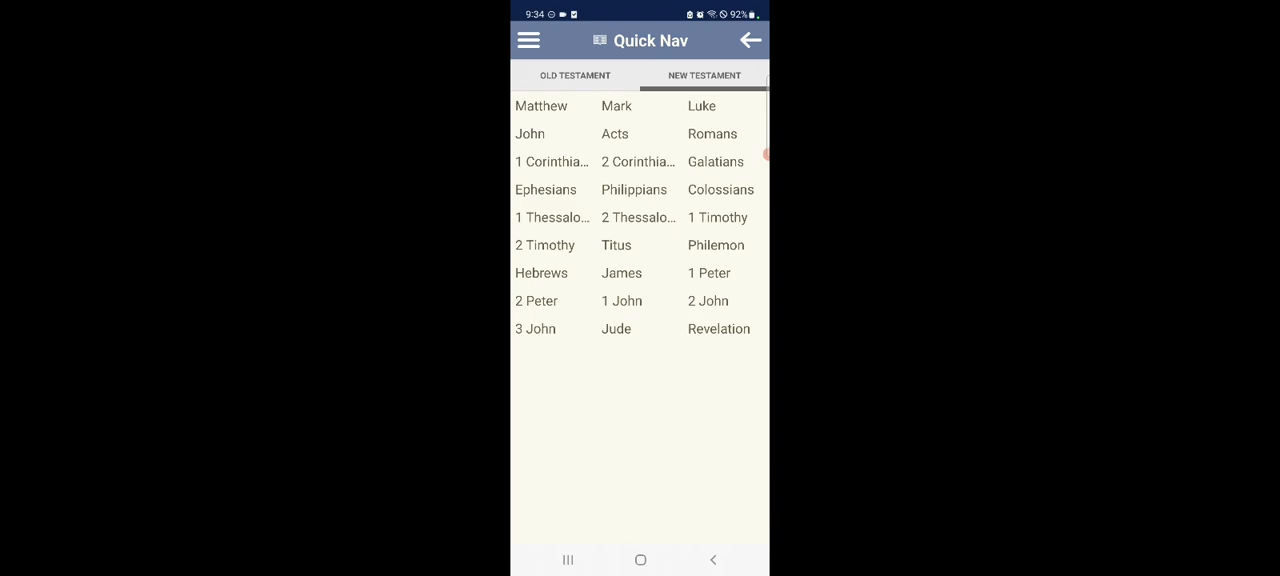 9:34 92%
Quick Nav
OLD TESTAMENT NEW TESTAMENT
Matthew Mark Luke
John Acts Romans
1 Corinthia... 2 Corinthia... Galatians
Ephesians Philippians Colossians
1 Thessalo... 2 Thessalo... 1 Timothy
2 Timothy Titus Philemon
Hebrews James 1 Peter
2 Peter 1 John 2 John
3 John Jude Revelation